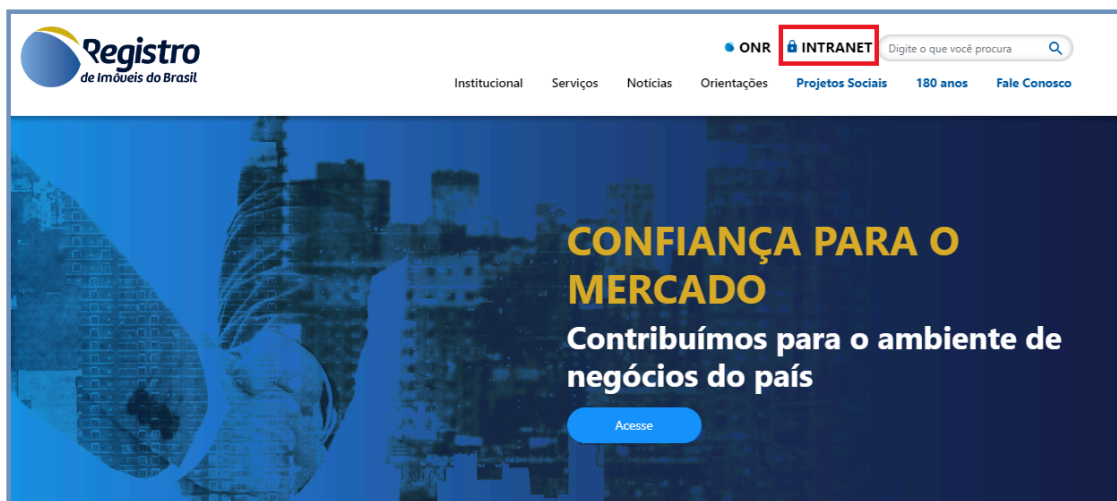 Registro
de Imóveis do Brasil
ONR INTRANET Digite o que você procura
Institucional Serviços Notícias Orientações Projetos Sociais 180 anos Fale Conosco
CONFIANÇA PARA O
MERCADO
Contribuímos para o ambiente de
negócios do país
Acesse